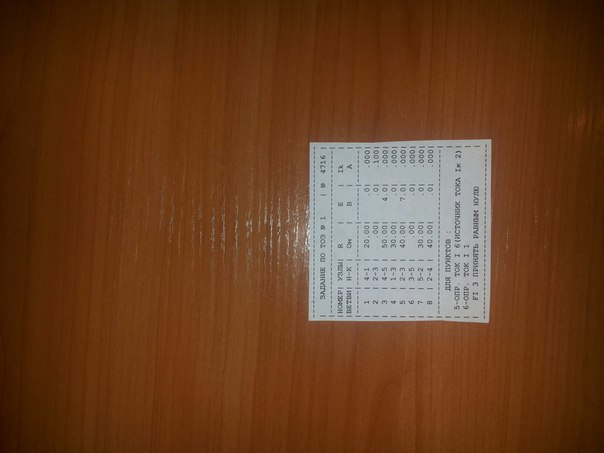 ЗАДАНИЕ ПО ТОЭ № 1 | № 4716 |
|НОМЕР| УЗЛЫ| R | E | Ik |
|ВЕТВИ| Н-К | Ом | В | А |
| 1 | 4-1| 20.00| .0| .000|
| 2 | 2-3| .00| .0| .100|
| 3 | 4-5| 50.00| 4.0| .000|
| 4 | 1-3| 30.00| .0| .000|
| 5 | 2-3| 40.00| 7.0| .000|
| 6 | 3-5| .00| .0| .000|
| 7 | 5-2| 30.00| .0| .000|
| 8 | 2-4| 40.00| .0| .000|
ДЛЯ ПУНКТОВ :
5-ОПР. ТОК I 6(ИСТОЧНИК ТОКА Iк 2)
6-ОПР. ТОК I 1
FI 3 ПРИНЯТЬ РАВНЫМ НУЛЮ